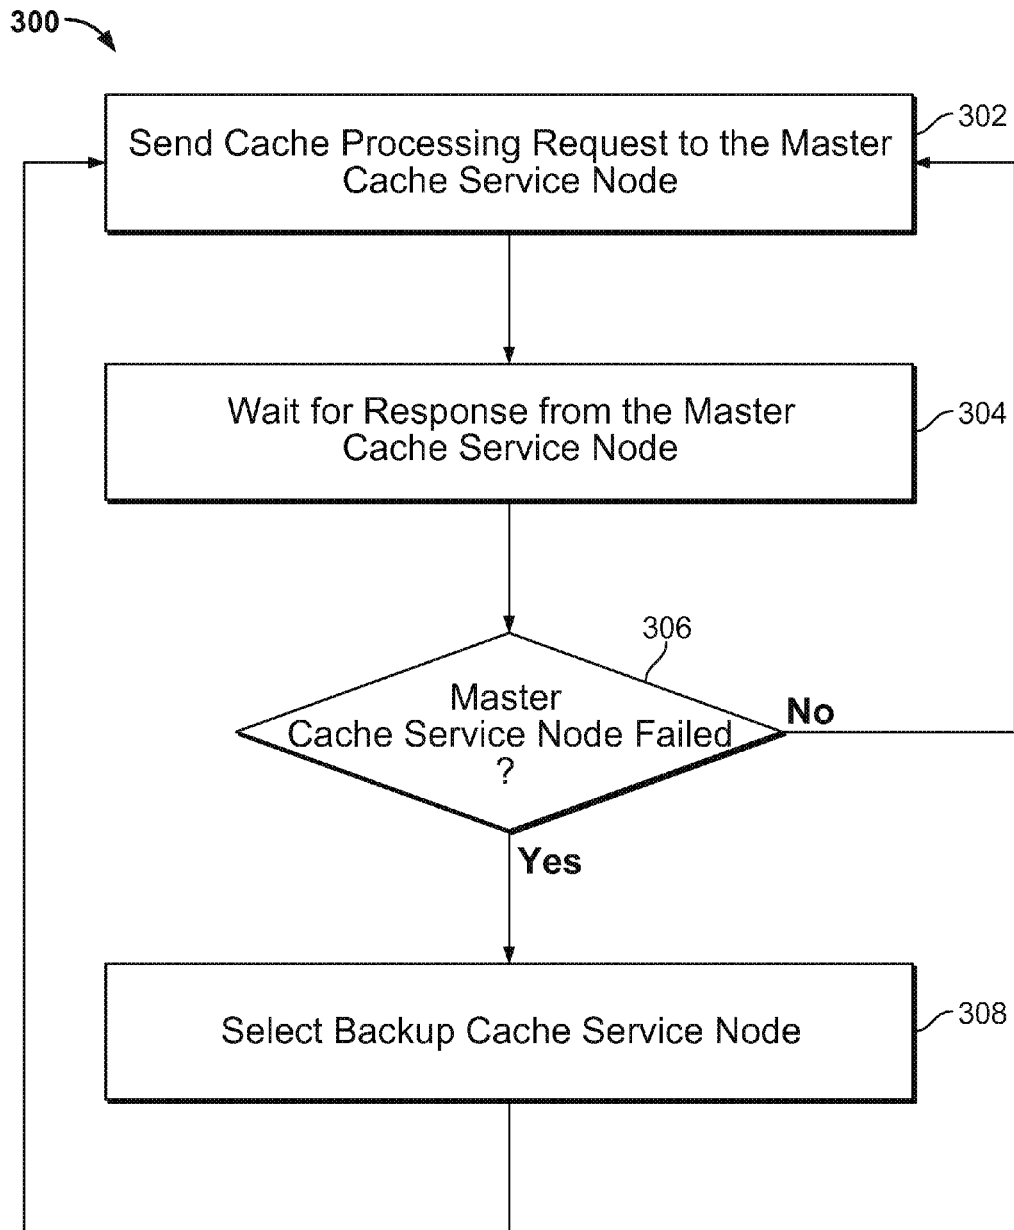 300
Send Cache Processing Request to the Master
Cache Service Node
302
Wait for Response from the Master
Cache Service Node
304
306
Master
Cache Service Node Failed
?
No
Yes
Select Backup Cache Service Node
308